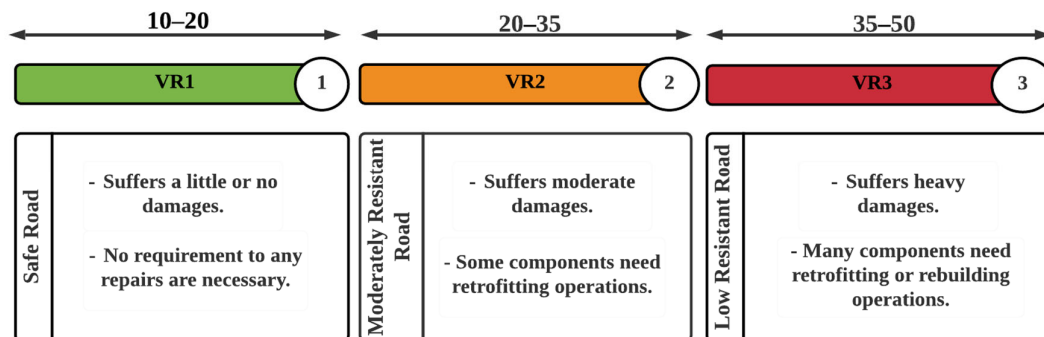 10–20
20–35
35–50
VR1
1
VR2
2
VR3
3
Safe Road
- Suffers a little or no
damages.
- No requirement to any
repairs are necessary.
Moderately Resistant
Road
- Suffers moderate
damages.
- Some components need
retrofitting operations.
Low Resistant Road
- Suffers heavy
damages.
- Many components need
retrofitting or rebuilding
operations.